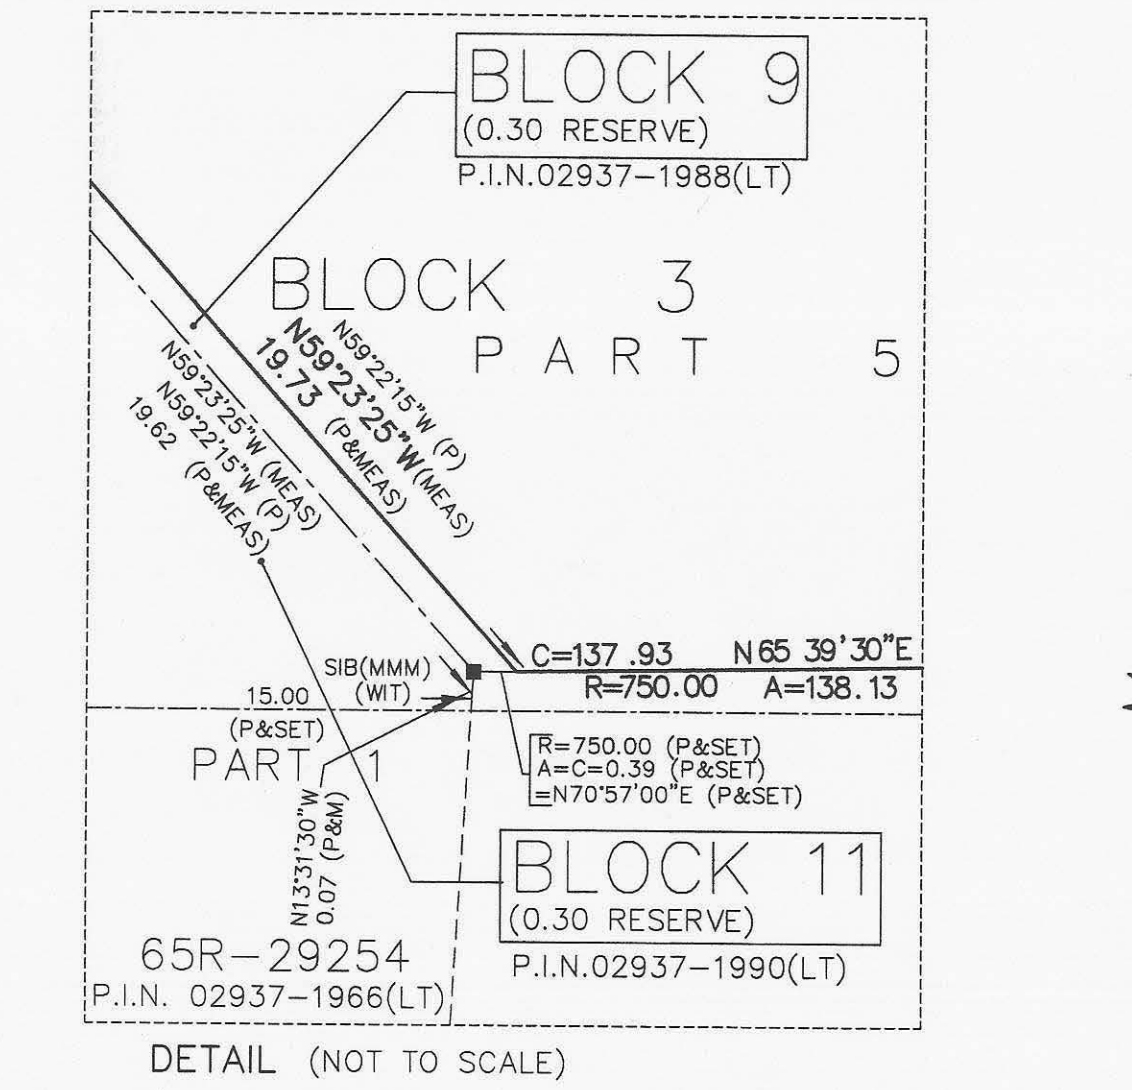 BLOCK 9
(0.30 RESERVE)
P.I.N.02937-1988(LT)
BLOCK 3
PART 5
N59°22'15"W (P)
N59°23'25"W(MEAS)
19.73 (P&MEAS)
N59°23'25"W (MEAS)
N59°22'15"W (P)
19.62 (P&MEAS)
C=137 .93 N 65 39'30"E
R=750.00 A=138.13
SIB(MMM)
(WIT)
15.00
(P&SET)
PART 1
R=750.00 (P&SET)
A=C=0.39 (P&SET)
=N70°57'00"E (P&SET)
N13°31'30"W
0.07 (P&M)
BLOCK 11
(0.30 RESERVE)
P.I.N.02937-1990(LT)
65R-29254
P.I.N. 02937-1966(LT)
DETAIL (NOT TO SCALE)